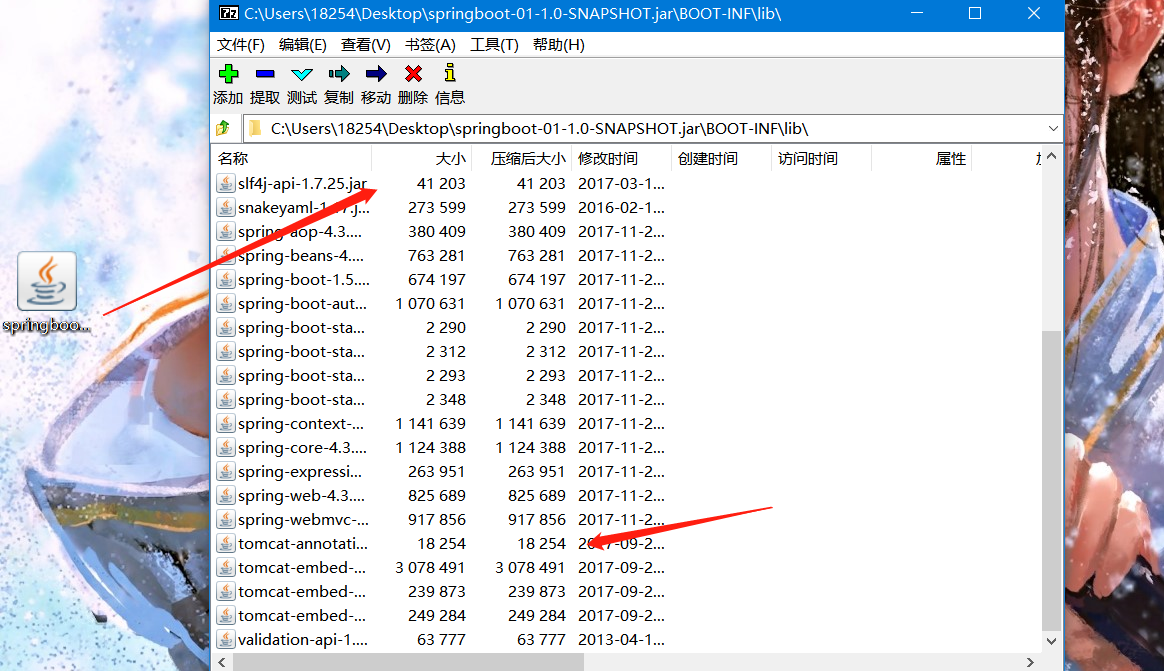 C:\Users\18254\Desktop\springboot-01-1.0-SNAPSHOT.jar\BOOT-INF\lib\
文件(F) 编辑(E) 查看(V) 书签(A) 工具(T) 帮助(H)
添加 提取 测试 复制 移动 删除 信息
C:\Users\18254\Desktop\springboot-01-1.0-SNAPSHOT.jar\BOOT-INF\lib\
名称 大小 压缩后大小 修改时间 创建时间 访问时间 属性
slf4j-api-1.7.25.jar 41 203 41 203 2017-03-1...
snakeyaml-1.17.j... 273 599 273 599 2016-02-1...
spring-aop-4.3.... 380 409 380 409 2017-11-2...
spring-beans-4.... 763 281 763 281 2017-11-2...
spring-boot-1.5.... 674 197 674 197 2017-11-2...
spring-boot-aut... 1 070 631 1 070 631 2017-11-2...
spring-boot-sta... 2 290 2 290 2017-11-2...
spring-boot-sta... 2 312 2 312 2017-11-2...
spring-boot-sta... 2 293 2 293 2017-11-2...
spring-boot-sta... 2 348 2 348 2017-11-2...
spring-context-... 1 141 639 1 141 639 2017-11-2...
spring-core-4.3.... 1 124 388 1 124 388 2017-11-2...
spring-expressi... 263 951 263 951 2017-11-2...
spring-web-4.3.... 825 689 825 689 2017-11-2...
spring-webmvc-... 917 856 917 856 2017-11-2...
tomcat-annotati... 18 254 18 254 2017-09-2...
tomcat-embed-... 3 078 491 3 078 491 2017-09-2...
tomcat-embed-... 239 873 239 873 2017-09-2...
tomcat-embed-... 249 284 249 284 2017-09-2...
validation-api-1.... 63 777 63 777 2013-04-1...
springboo...